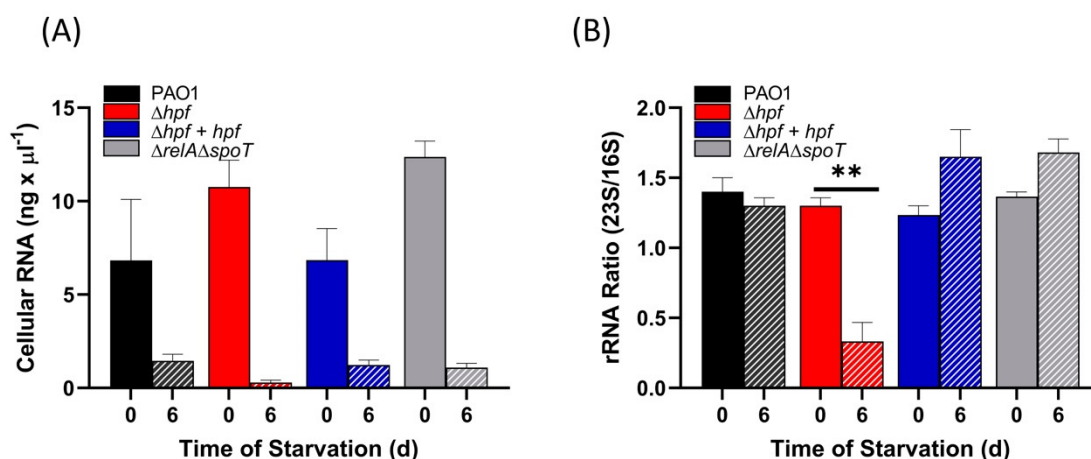 (A)
PAO1
Δhpf
Δhpf + hpf
ΔrelAΔspoT
Cellular RNA (ng x µl-1)
15
10
5
0
0 6 0 6 0 6 0 6
Time of Starvation (d)
(B)
PAO1
Δhpf
Δhpf + hpf
ΔrelAΔspoT
rRNA Ratio (23S/16S)
2.0
1.5
1.0
0.5
0.0
**
0 6 0 6 0 6 0 6
Time of Starvation (d)